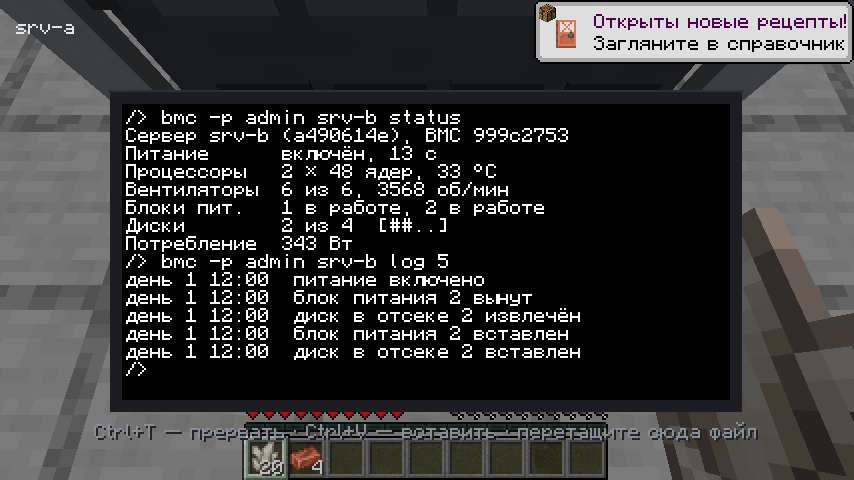 srv-a
Открыты новые рецепты!
Загляните в справочник
/> bmc -p admin srv-b status
Сервер srv-b (a490614e), BMC 999c2753
Питание включён, 13 с
Процессоры 2 × 48 ядер, 33 °C
Вентиляторы 6 из 6, 3568 об/мин
Блоки пит. 1 в работе, 2 в работе
Диски 2 из 4 [##..]
Потребление 343 Вт
/> bmc -p admin srv-b log 5
день 1 12:00 питание включено
день 1 12:00 блок питания 2 вынут
день 1 12:00 диск в отсеке 2 извлечён
день 1 12:00 блок питания 2 вставлен
день 1 12:00 диск в отсеке 2 вставлен
/>
Ctrl+T — прервать · Ctrl+V — вставить · перетащите сюда файл
20 4